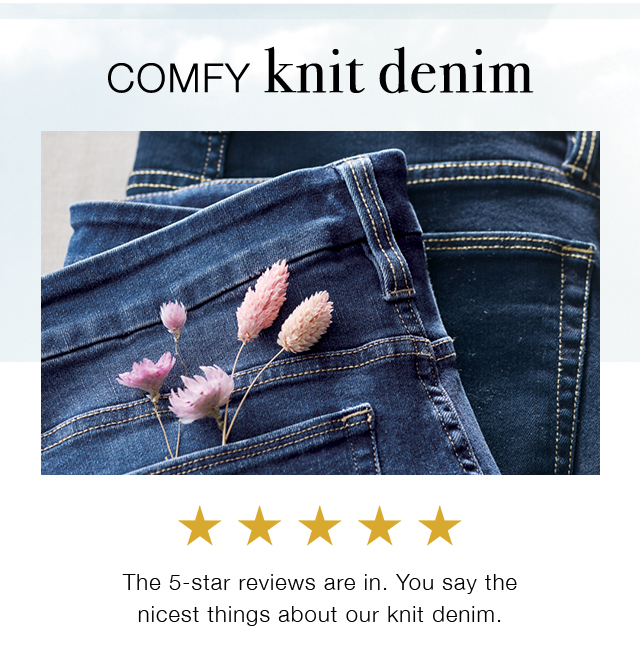 COMFY knit denim
The 5-star reviews are in. You say the
nicest things about our knit denim.